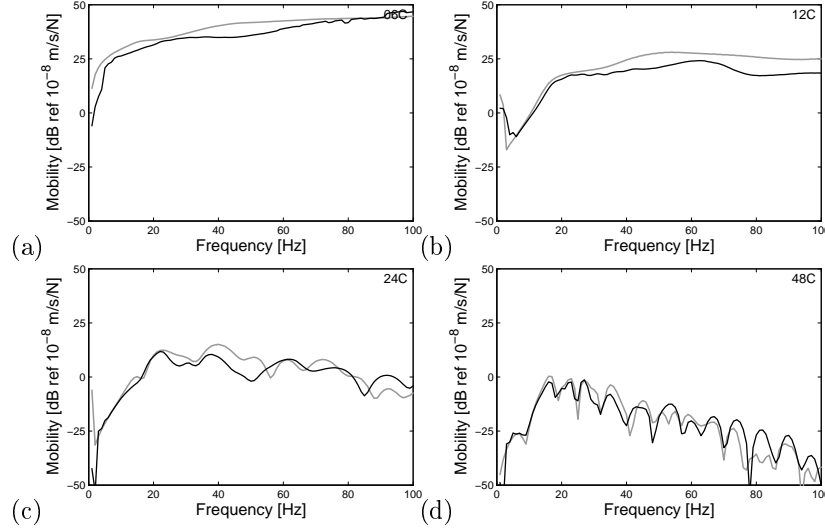 50
25
0
−25
−50
Mobility [dB ref 10⁻⁸ m/s/N]
06C
0 20 40 60 80 100
Frequency [Hz]
(a)
50
25
0
−25
−50
Mobility [dB ref 10⁻⁸ m/s/N]
12C
0 20 40 60 80 100
Frequency [Hz]
(b)
50
25
0
−25
−50
Mobility [dB ref 10⁻⁸ m/s/N]
24C
0 20 40 60 80 100
Frequency [Hz]
(c)
50
25
0
−25
−50
Mobility [dB ref 10⁻⁸ m/s/N]
48C
0 20 40 60 80 100
Frequency [Hz]
(d)